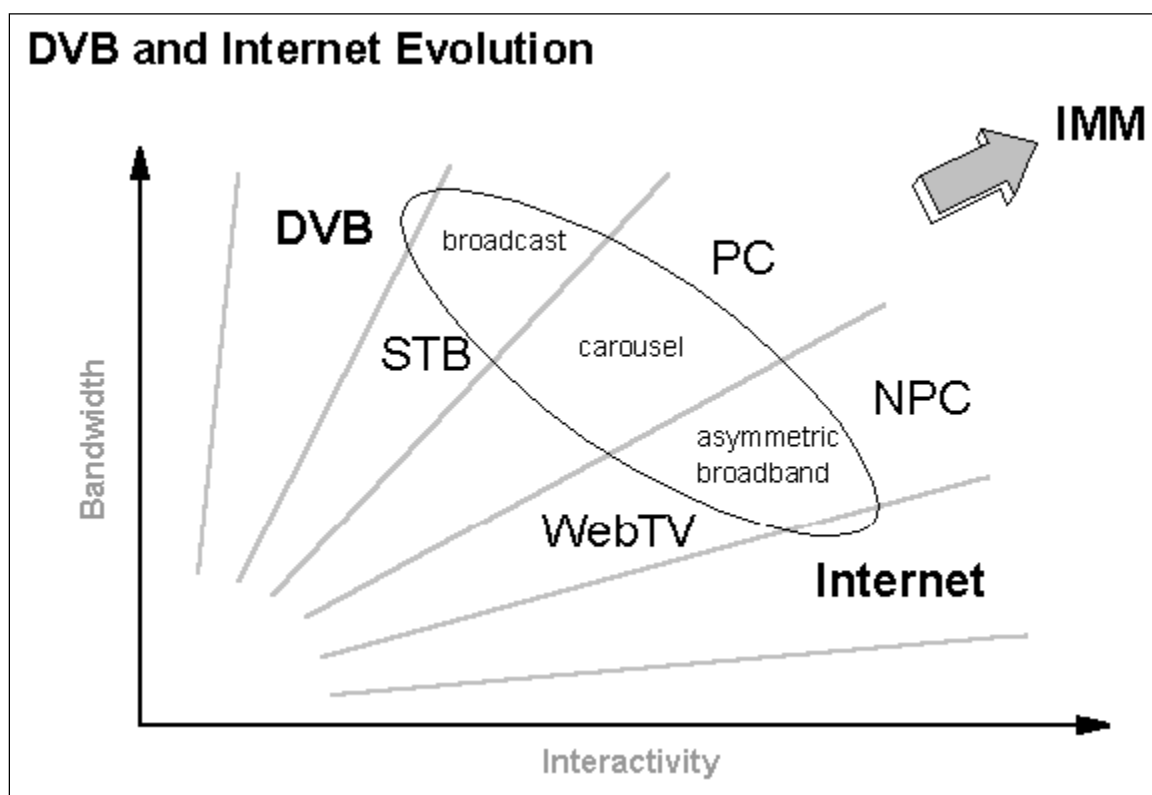 DVB and Internet Evolution
IMM
DVB
broadcast
PC
STB
carousel
NPC
Bandwidth
asymmetric
broadband
WebTV
Internet
Interactivity